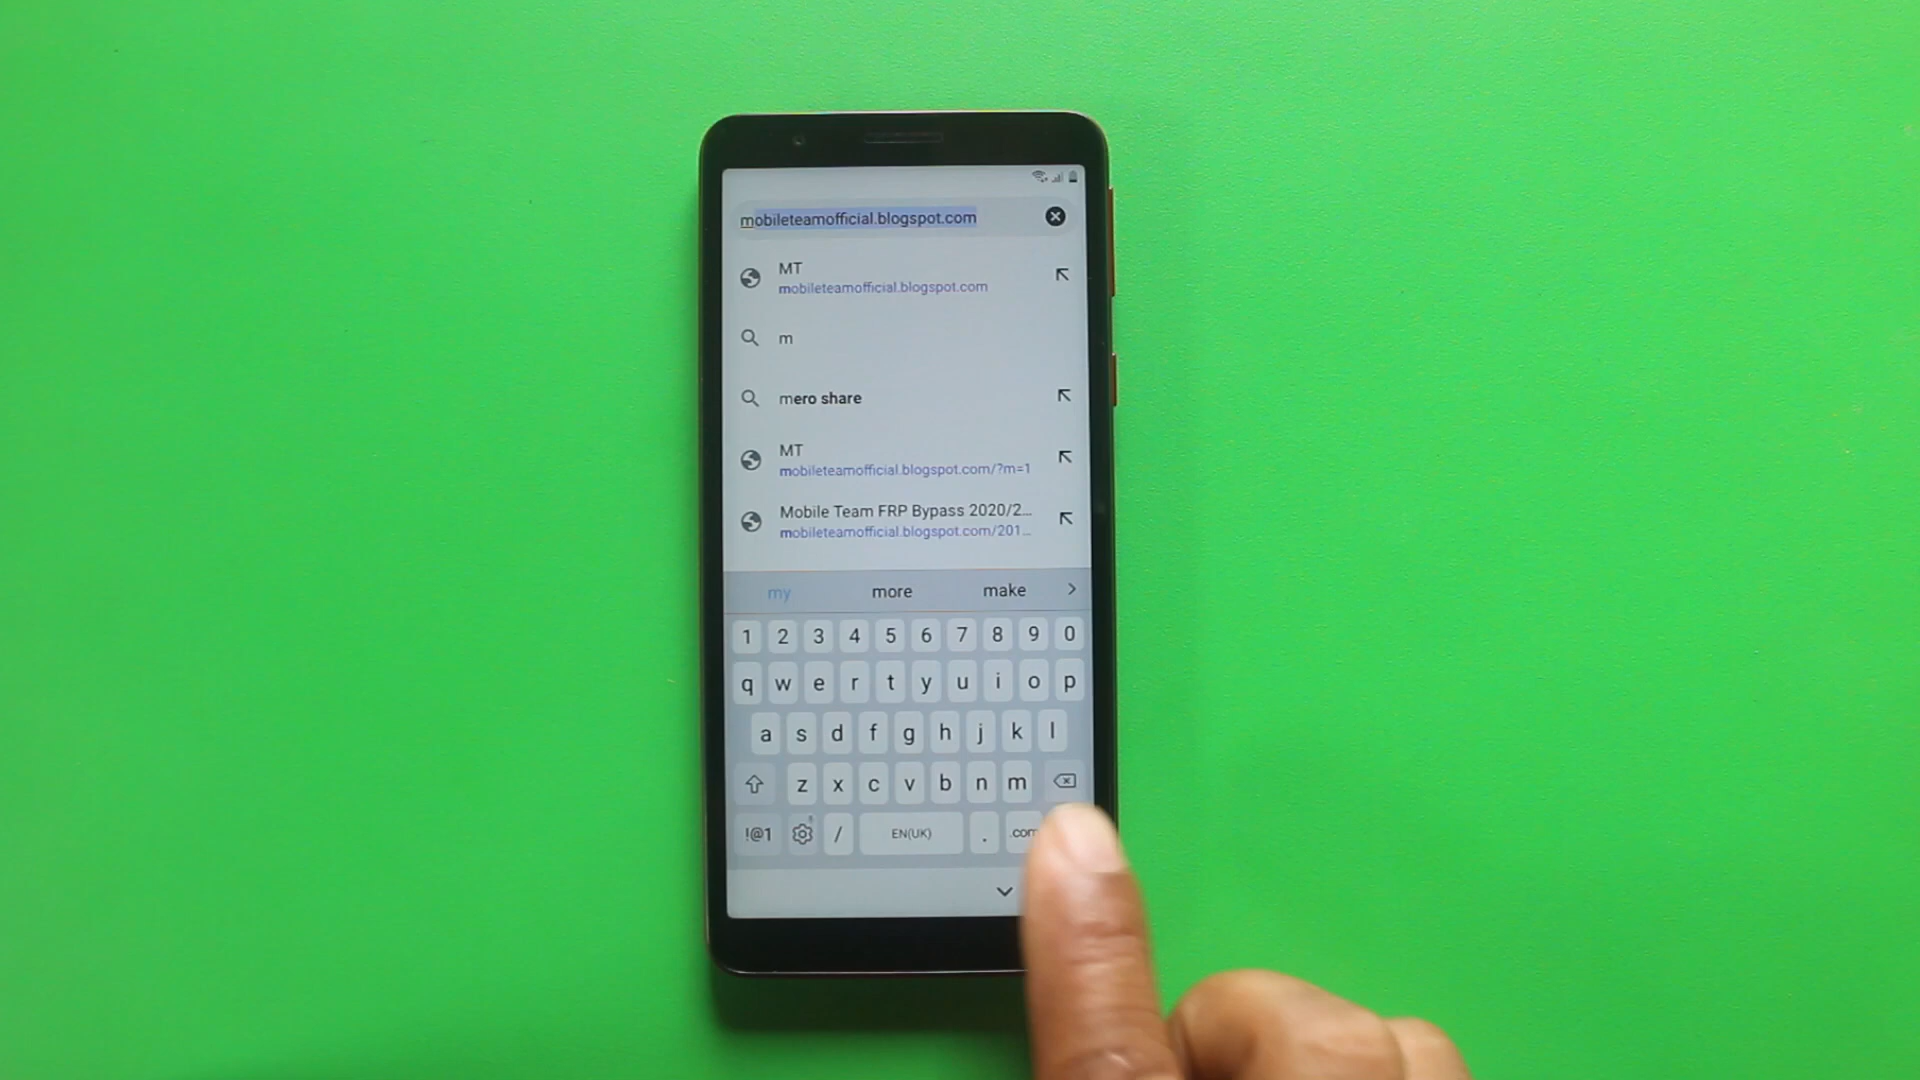 mobileteamofficial.blogspot.com
MT
mobileteamofficial.blogspot.com
m
mero share
MT
mobileteamofficial.blogspot.com/?m=1
Mobile Team FRP Bypass 2020/2...
mobileteamofficial.blogspot.com/201...
my more make
1 2 3 4 5 6 7 8 9 0
q w e r t y u i o p
a s d f g h j k l
z x c v b n m
!@1 / EN(UK) . .com